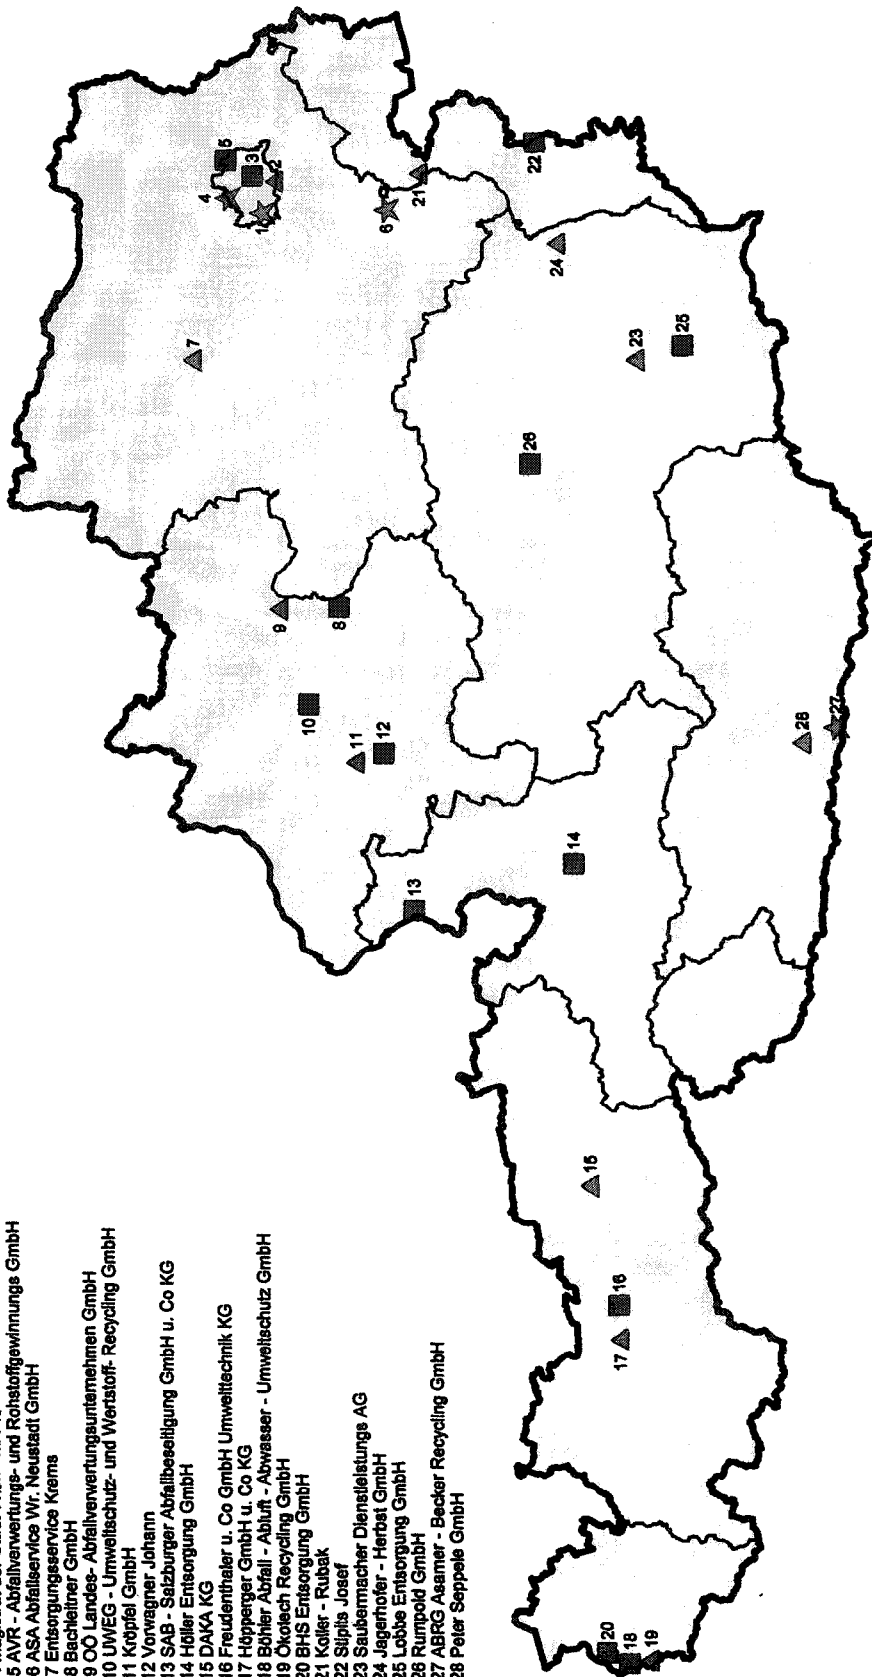 5 AVR - Abfallverwertungs- und Rohstoffgewinnungs GmbH
6 ASA Abfallservice Wr. Neustadt GmbH
7 Entsorgungsservice Krems
8 Bachleitner GmbH
9 OÖ Landes- Abfallverwertungsunternehmen GmbH
10 UWEG - Umweltschutz- und Wertstoff- Recycling GmbH
11 Kröpfel GmbH
12 Vorwagner Johann
13 SAB - Salzburger Abfallbeseitigung GmbH u. Co KG
14 Höller Entsorgung GmbH
15 DAKA KG
16 Freudenthaler u. Co GmbH Umwelttechnik KG
17 Höpperger GmbH u. Co KG
18 Böhler Abfall - Abluft - Abwasser - Umweltschutz GmbH
19 Ökotech Recycling GmbH
20 BHS Entsorgung GmbH
21 Koller - Rubak
22 Stipits Josef
23 Saubermacher Dienstleistungs AG
24 Jagerhofer - Herbst GmbH
25 Lobbe Entsorgung GmbH
26 Rumpold GmbH
27 ABRG Asamer - Becker Recycling GmbH
28 Peter Seppele GmbH
4
5
1
3
2
7
6
21
22
24
23
25
26
9
8
10
11
12
13
14
28
27
15
16
17
20
18
19